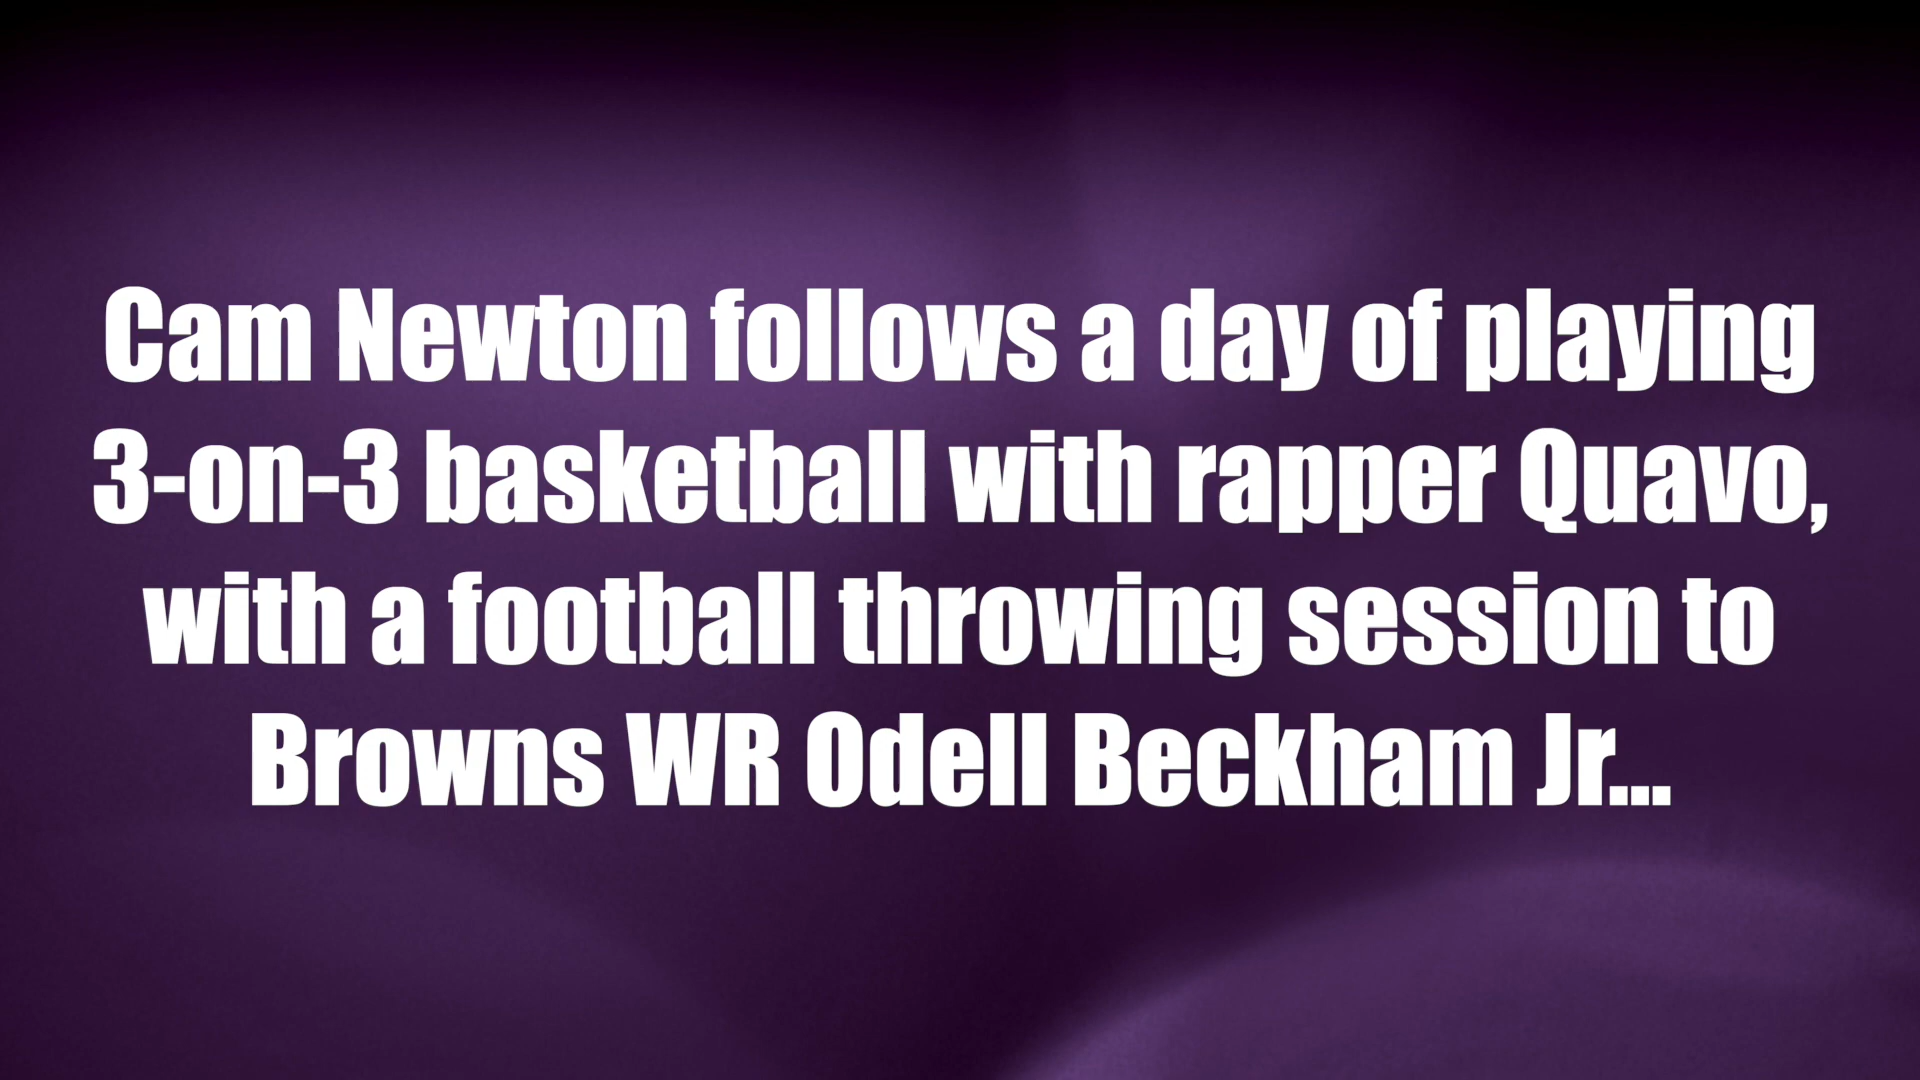 Cam Newton follows a day of playing
3-on-3 basketball with rapper Quavo,
with a football throwing session to
Browns WR Odell Beckham Jr...